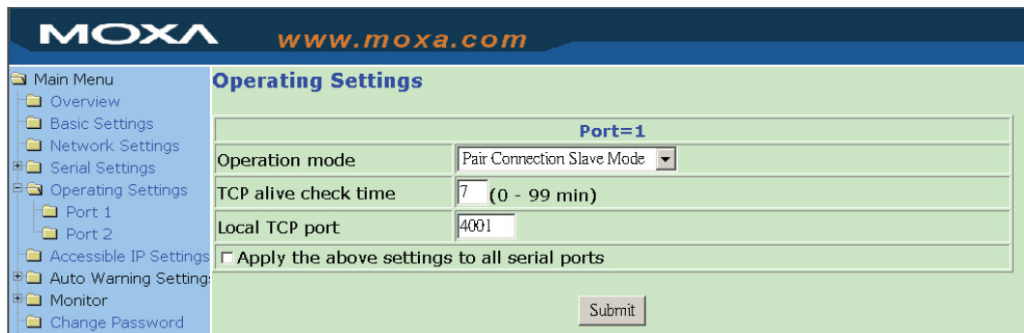 MOXA www.moxa.com
Main Menu
Overview
Basic Settings
Network Settings
Serial Settings
Operating Settings
Port 1
Port 2
Accessible IP Settings
Auto Warning Setting
Monitor
Change Password
Operating Settings
Port=1
Operation mode Pair Connection Slave Mode
TCP alive check time 7 (0 - 99 min)
Local TCP port 4001
Apply the above settings to all serial ports
Submit